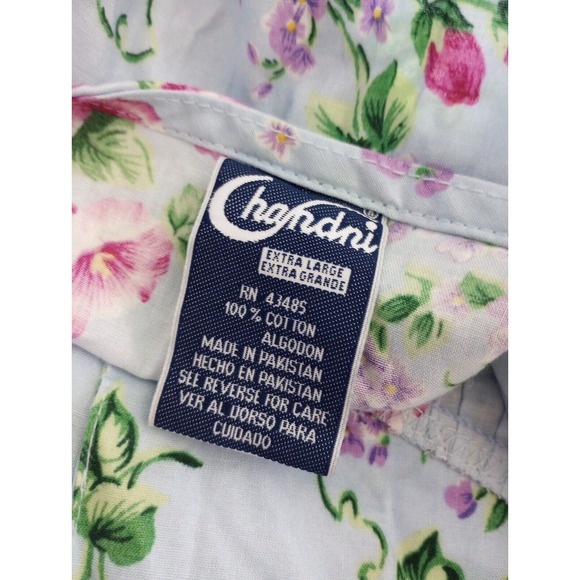 Chandni®
EXTRA LARGE
EXTRA GRANDE
RN 43485
100% COTTON
ALGODON
MADE IN PAKISTAN
HECHO EN PAKISTAN
SEE REVERSE FOR CARE
VER AL DORSO PARA
CUIDADO